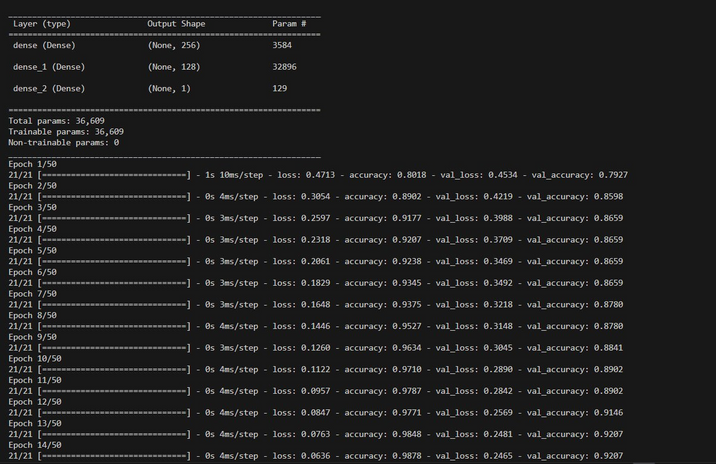 _________________________________________________________________
Layer (type) Output Shape Param #
=================================================================
dense (Dense) (None, 256) 3584
dense_1 (Dense) (None, 128) 32896
dense_2 (Dense) (None, 1) 129
=================================================================
Total params: 36,609
Trainable params: 36,609
Non-trainable params: 0
_________________________________________________________________
Epoch 1/50
21/21 [==============================] - 1s 10ms/step - loss: 0.4713 - accuracy: 0.8018 - val_loss: 0.4534 - val_accuracy: 0.7927
Epoch 2/50
21/21 [==============================] - 0s 4ms/step - loss: 0.3054 - accuracy: 0.8902 - val_loss: 0.4219 - val_accuracy: 0.8598
Epoch 3/50
21/21 [==============================] - 0s 3ms/step - loss: 0.2597 - accuracy: 0.9177 - val_loss: 0.3988 - val_accuracy: 0.8659
Epoch 4/50
21/21 [==============================] - 0s 3ms/step - loss: 0.2318 - accuracy: 0.9207 - val_loss: 0.3709 - val_accuracy: 0.8659
Epoch 5/50
21/21 [==============================] - 0s 3ms/step - loss: 0.2061 - accuracy: 0.9238 - val_loss: 0.3469 - val_accuracy: 0.8659
Epoch 6/50
21/21 [==============================] - 0s 3ms/step - loss: 0.1829 - accuracy: 0.9345 - val_loss: 0.3492 - val_accuracy: 0.8659
Epoch 7/50
21/21 [==============================] - 0s 3ms/step - loss: 0.1648 - accuracy: 0.9375 - val_loss: 0.3218 - val_accuracy: 0.8780
Epoch 8/50
21/21 [==============================] - 0s 4ms/step - loss: 0.1446 - accuracy: 0.9527 - val_loss: 0.3148 - val_accuracy: 0.8780
Epoch 9/50
21/21 [==============================] - 0s 3ms/step - loss: 0.1260 - accuracy: 0.9634 - val_loss: 0.3045 - val_accuracy: 0.8841
Epoch 10/50
21/21 [==============================] - 0s 4ms/step - loss: 0.1122 - accuracy: 0.9710 - val_loss: 0.2890 - val_accuracy: 0.8902
Epoch 11/50
21/21 [==============================] - 0s 4ms/step - loss: 0.0957 - accuracy: 0.9787 - val_loss: 0.2842 - val_accuracy: 0.8902
Epoch 12/50
21/21 [==============================] - 0s 4ms/step - loss: 0.0847 - accuracy: 0.9771 - val_loss: 0.2569 - val_accuracy: 0.9146
Epoch 13/50
21/21 [==============================] - 0s 4ms/step - loss: 0.0763 - accuracy: 0.9848 - val_loss: 0.2481 - val_accuracy: 0.9207
Epoch 14/50
21/21 [==============================] - 0s 4ms/step - loss: 0.0636 - accuracy: 0.9878 - val_loss: 0.2465 - val_accuracy: 0.9207